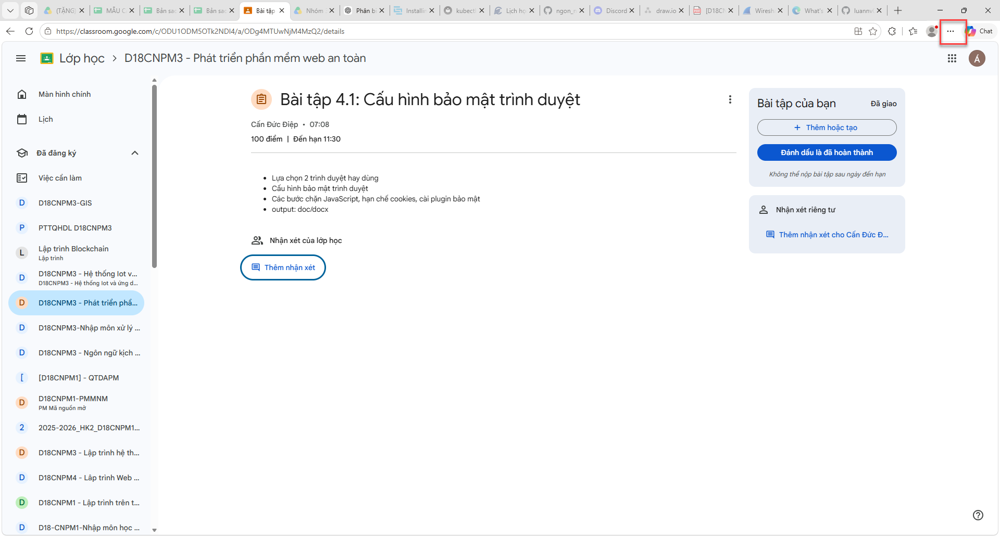 (TẶNG)
MẪU C
Bản sao
Bản sao
Bài tập
Nhóm
Phân bi
Installin
kubectl
Lịch họ
ngon_n
Discord
draw.io
[D18CN
Wiresh
What's
luannv
https://classroom.google.com/c/ODU1ODM5OTk2NDI4/a/ODg4MTUwNjM4MzQ2/details
Chat
Lớp học
D18CNPM3 - Phát triển phần mềm web an toàn
Á
Màn hình chính
Lịch
Đã đăng ký
Việc cần làm
D D18CNPM3-GIS
P PTTQHDL D18CNPM3
L Lập trình Blockchain
Lập trình
D D18CNPM3 - Hệ thống Iot v...
D18CNPM3 - Hệ thống Iot và ứng d...
D D18CNPM3 - Phát triển phầ...
D D18CNPM3-Nhập môn xử lý ...
D D18CNPM3 - Ngôn ngữ kịch ...
[ [D18CNPM1] - QTDAPM
D D18CNPM1-PMMNM
PM Mã nguồn mở
2 2025-2026_HK2_D18CNPM1...
D D18CNPM3 - Lập trình hệ th...
D D18CNPM4 - Lâp trình Web ...
D D18CNPM1 - Lập trình trên t...
D D18-CNPM1-Nhập môn học ...
Bài tập 4.1: Cấu hình bảo mật trình duyệt
Cấn Đức Điệp • 07:08
100 điểm | Đến hạn 11:30
• Lựa chọn 2 trình duyệt hay dùng
• Cấu hình bảo mật trình duyệt
• Các bước chặn JavaScript, hạn chế cookies, cài plugin bảo mật
• output: doc/docx
Nhận xét của lớp học
Thêm nhận xét
Bài tập của bạn
Đã giao
Thêm hoặc tạo
Đánh dấu là đã hoàn thành
Không thể nộp bài tập sau ngày đến hạn
Nhận xét riêng tư
Thêm nhận xét cho Cấn Đức Đ...